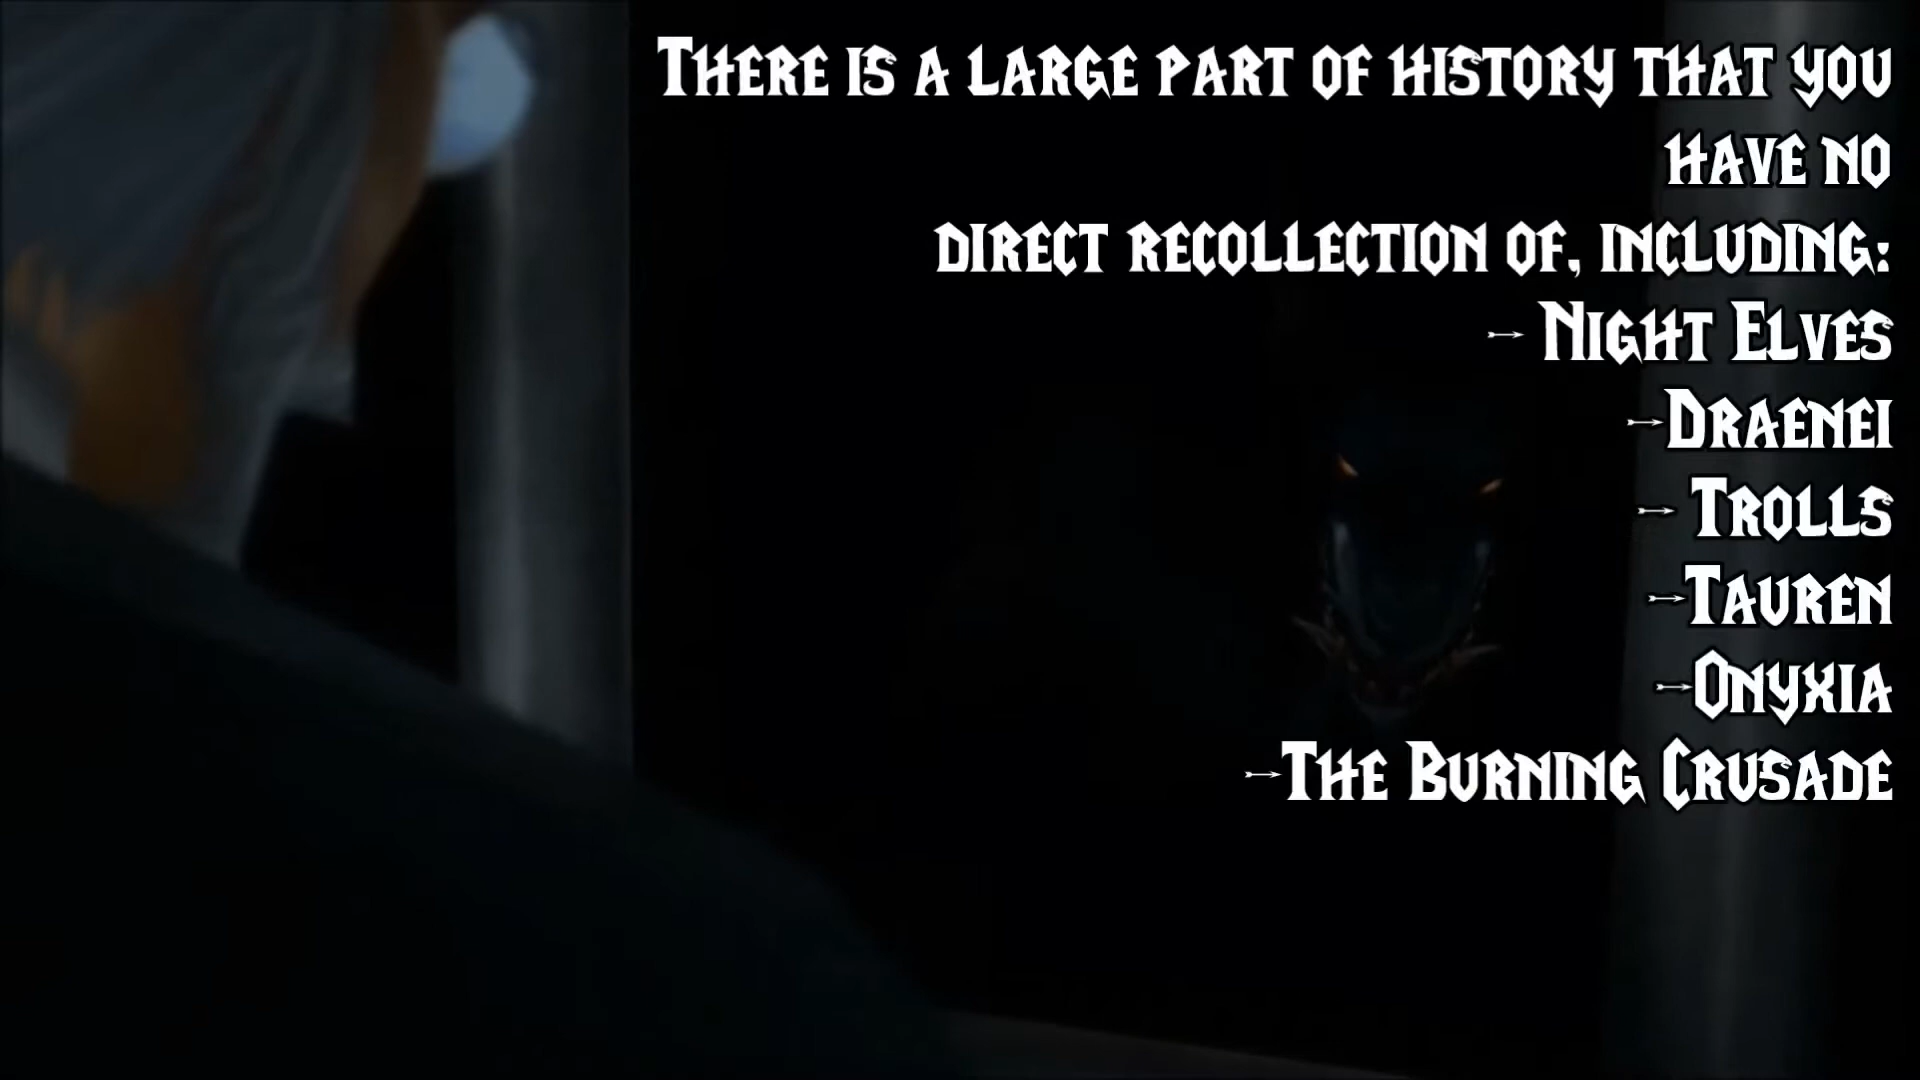 There is a large part of history that you
have no
direct recollection of, including:
→ Night Elves
→Draenei
→ Trolls
→Tauren
→Onyxia
→The Burning Crusade